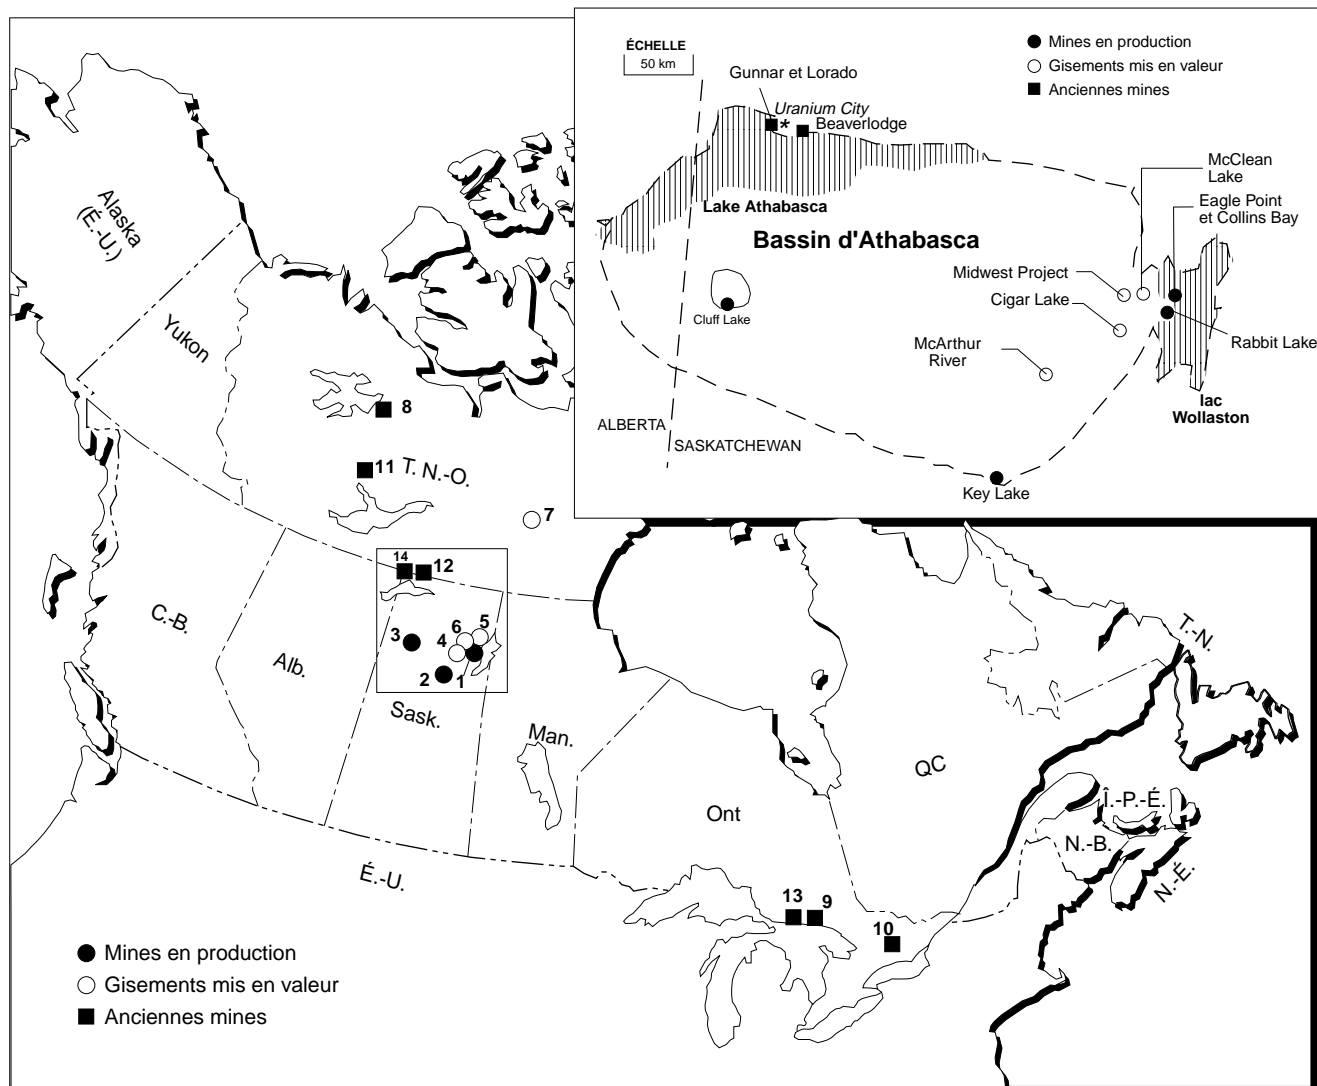 ÉCHELLE
50 km
Mines en production
Gisements mis en valeur
Anciennes mines
Gunnar et Lorado
Uranium City
*
Beaverlodge
McClean
Lake
Eagle Point
et Collins Bay
Lake Athabasca
Bassin d'Athabasca
Midwest Project
Cigar Lake
Cluff Lake
McArthur
River
Rabbit Lake
lac
Wollaston
ALBERTA
SASKATCHEWAN
Key Lake
Alaska
(É.-U.)
Yukon
8
11
T. N.-O.
7
14
12
C.-B.
Alb.
3
6
5
4
2
1
Sask.
Man.
T.-N.
QC
Ont
Î.-P.-É.
N.-B.
N.-É.
É.-U.
13
9
10
Mines en production
Gisements mis en valeur
Anciennes mines